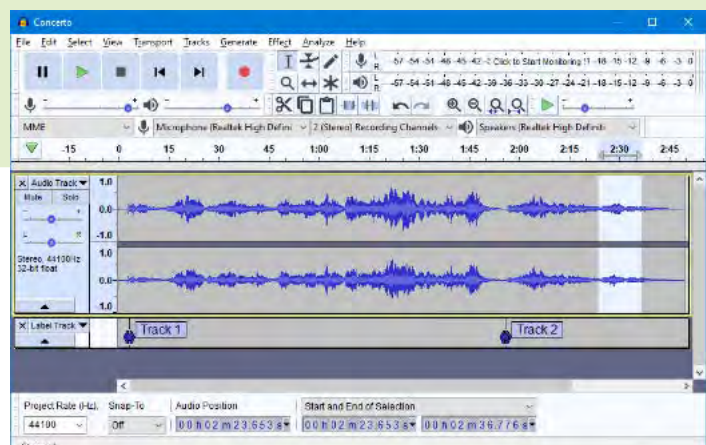 Concerto
File Edit Select View Transport Tracks Generate Effect Analyze Help
L R -57 -54 -51 -48 -45 -42 Click to Start Monitoring !1 -18 -15 -12 -9 -6 -3 0
L R -57 -54 -51 -48 -45 -42 -39 -36 -33 -30 -27 -24 -21 -18 -15 -12 -9 -6 -3 0
MME Microphone (Realtek High Defini 2 (Stereo) Recording Channels Speakers (Realtek High Definiti
-15 0 15 30 45 1:00 1:15 1:30 1:45 2:00 2:15 2:30 2:45
X Audio Track 1.0
Mute Solo
- + 0.0
L R -1.0
Stereo, 44100Hz 1.0
32-bit float 0.0
-1.0
X Label Track Track 1 Track 2
Project Rate (Hz): Snap-To Audio Position Start and End of Selection
44100 Off 00 h 02 m 23.653 s 00 h 02 m 23.653 s 00 h 02 m 36.776 s